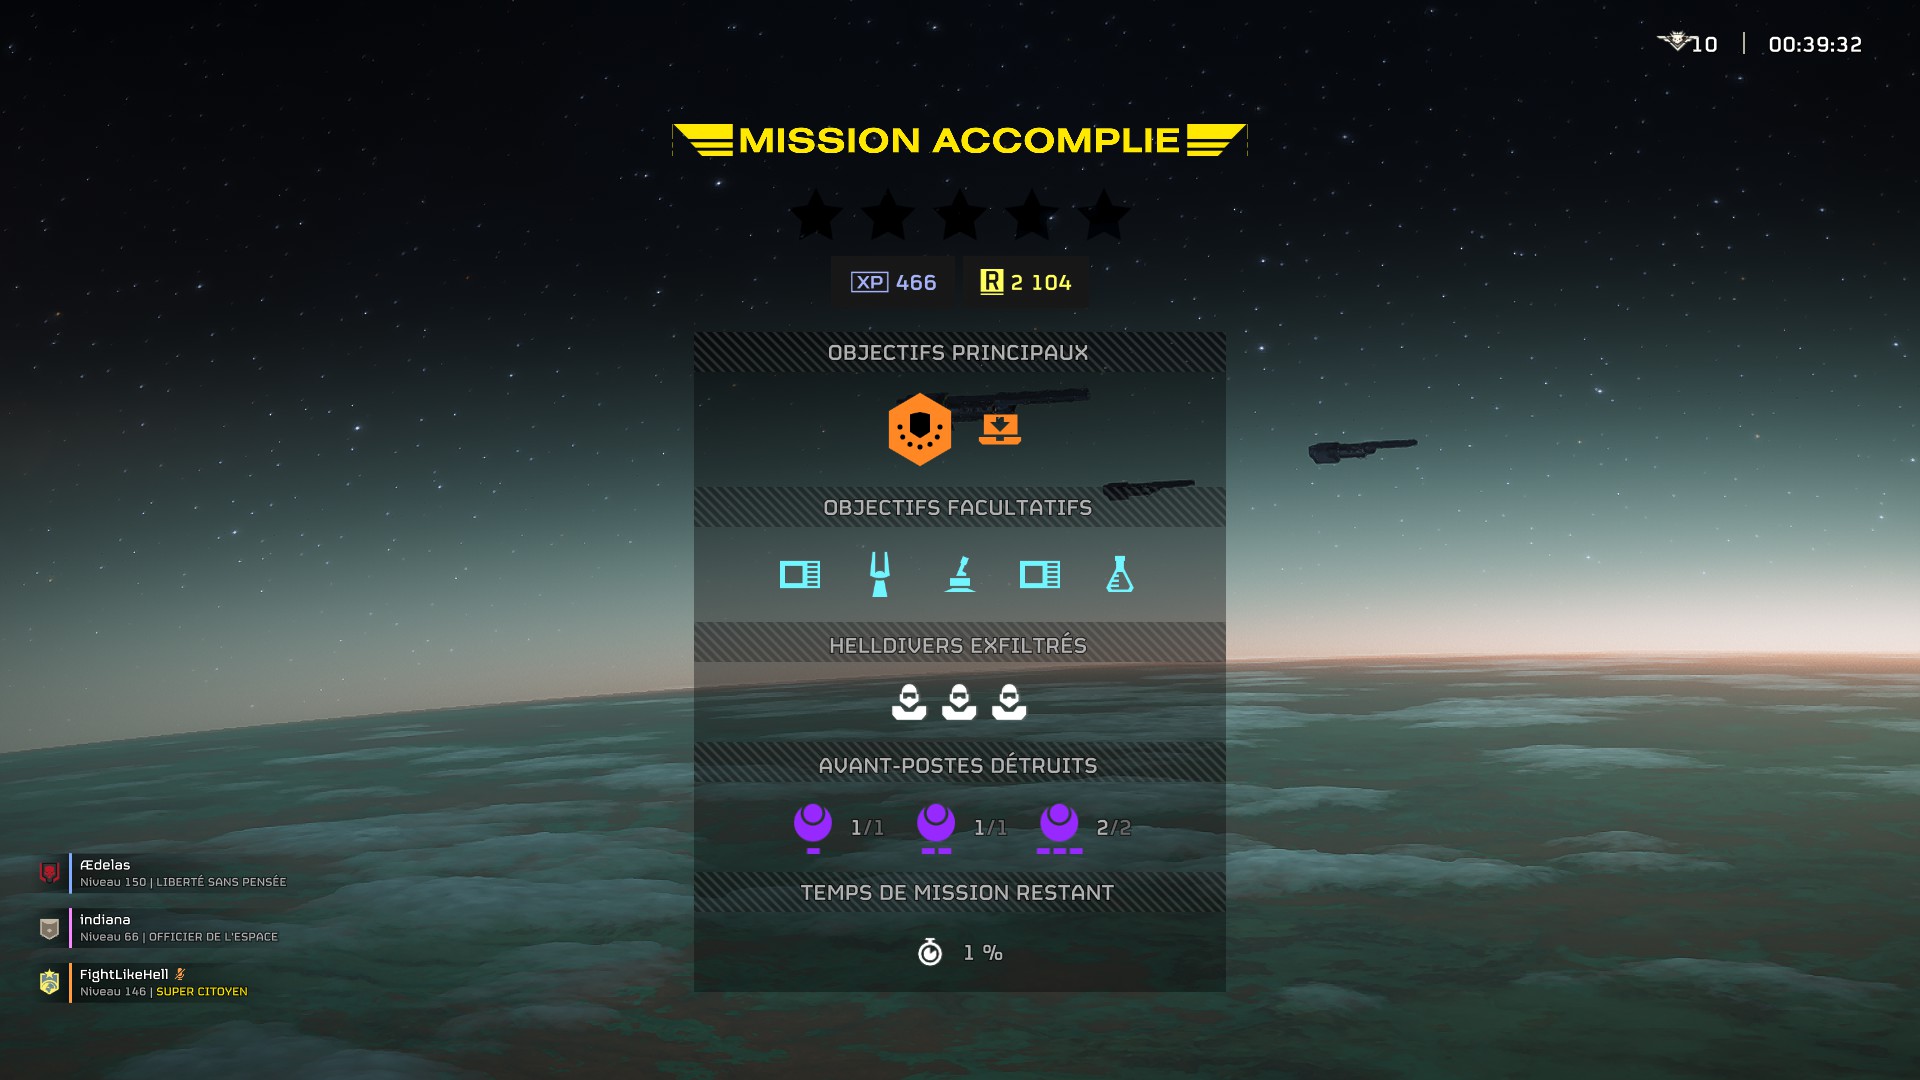 10 | 00:39:32
MISSION ACCOMPLIE
XP 466 R 2 104
OBJECTIFS PRINCIPAUX
OBJECTIFS FACULTATIFS
HELLDIVERS EXFILTRÉS
AVANT-POSTES DÉTRUITS
1/1 1/1 2/2
TEMPS DE MISSION RESTANT
1 %
Ædelas
Niveau 150 | LIBERTÉ SANS PENSÉE
indiana
Niveau 66 | OFFICIER DE L'ESPACE
FightLikeHell
Niveau 146 | SUPER CITOYEN